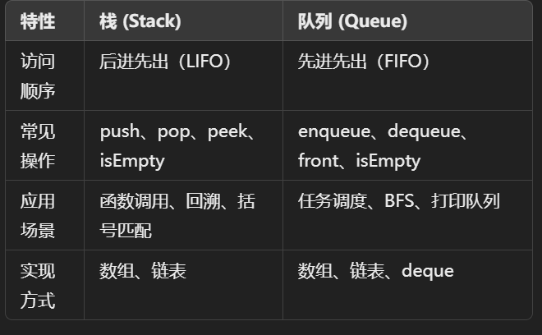 特性 栈 (Stack) 队列 (Queue)
访问 后进先出（LIFO） 先进先出（FIFO）
顺序
常见 push、pop、peek、 enqueue、dequeue、
操作 isEmpty front、isEmpty
应用 函数调用、回溯、括 任务调度、BFS、打印队列
场景 号匹配
实现 数组、链表 数组、链表、deque
方式